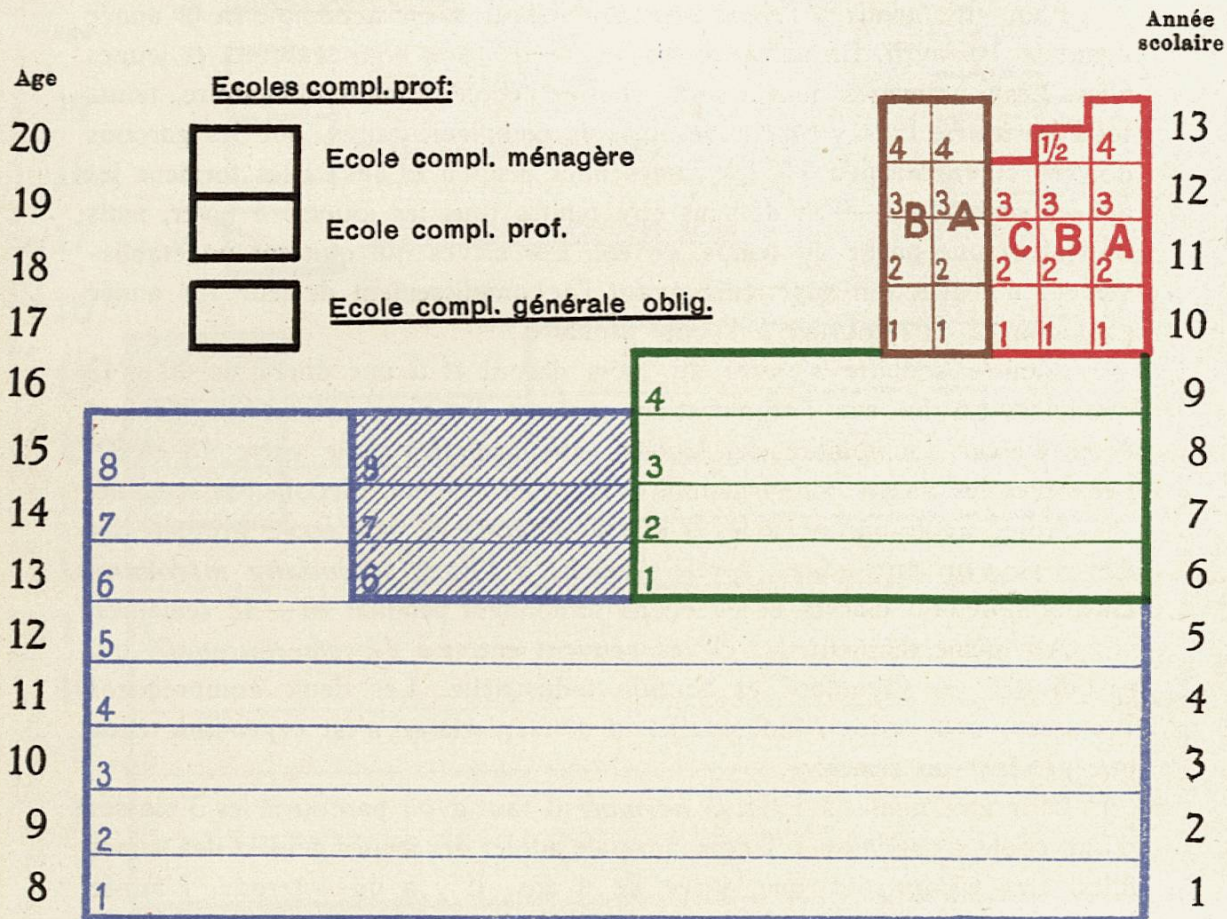 Année
scolaire
Age
Ecoles compl. prof:
20
Ecole compl. ménagère
4 4 1/2 4
13
19
Ecole compl. prof.
3 3 3 3 3
12
B A C B A
18
2 2 2 2 2
11
17
Ecole compl. générale oblig.
1 1 1 1 1
10
16
4
9
15
8 8 3
8
14
7 7 2
7
13
6 6 1
6
12
5
5
11
4
4
10
3
3
9
2
2
8
1
1